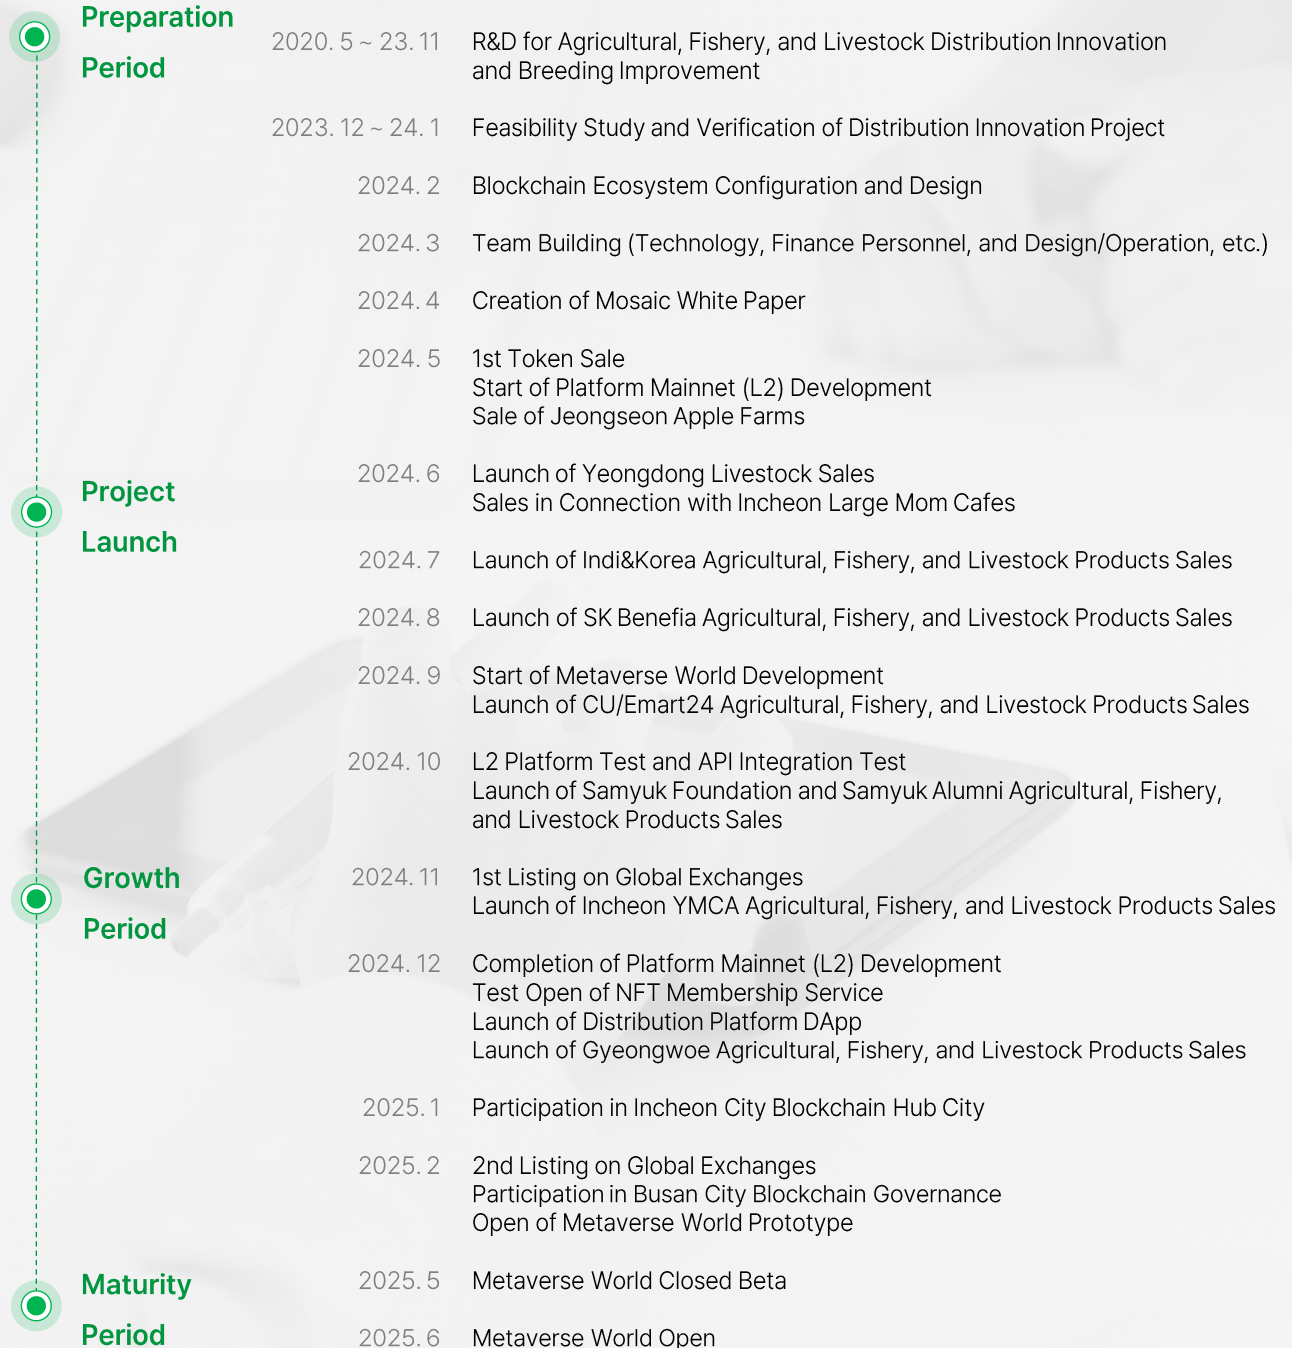 Preparation
Period
2020. 5 ~ 23. 11 R&D for Agricultural, Fishery, and Livestock Distribution Innovation
and Breeding Improvement
2023. 12 ~ 24. 1 Feasibility Study and Verification of Distribution Innovation Project
2024. 2 Blockchain Ecosystem Configuration and Design
2024. 3 Team Building (Technology, Finance Personnel, and Design/Operation, etc.)
2024. 4 Creation of Mosaic White Paper
2024. 5 1st Token Sale
Start of Platform Mainnet (L2) Development
Sale of Jeongseon Apple Farms
Project
Launch
2024. 6 Launch of Yeongdong Livestock Sales
Sales in Connection with Incheon Large Mom Cafes
2024. 7 Launch of Indi&Korea Agricultural, Fishery, and Livestock Products Sales
2024. 8 Launch of SK Benefia Agricultural, Fishery, and Livestock Products Sales
2024. 9 Start of Metaverse World Development
Launch of CU/Emart24 Agricultural, Fishery, and Livestock Products Sales
2024. 10 L2 Platform Test and API Integration Test
Launch of Samyuk Foundation and Samyuk Alumni Agricultural, Fishery,
and Livestock Products Sales
Growth
Period
2024. 11 1st Listing on Global Exchanges
Launch of Incheon YMCA Agricultural, Fishery, and Livestock Products Sales
2024. 12 Completion of Platform Mainnet (L2) Development
Test Open of NFT Membership Service
Launch of Distribution Platform DApp
Launch of Gyeongwoe Agricultural, Fishery, and Livestock Products Sales
2025. 1 Participation in Incheon City Blockchain Hub City
2025. 2 2nd Listing on Global Exchanges
Participation in Busan City Blockchain Governance
Open of Metaverse World Prototype
Maturity
Period
2025. 5 Metaverse World Closed Beta
2025. 6 Metaverse World Open